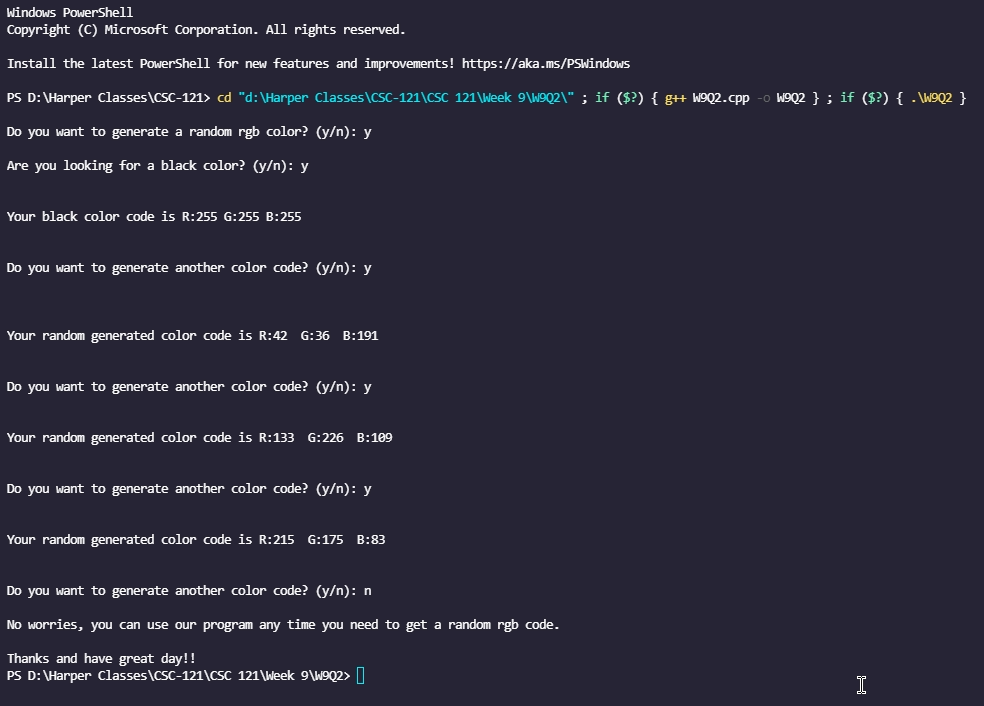 Windows PowerShell
Copyright (C) Microsoft Corporation. All rights reserved.
Install the latest PowerShell for new features and improvements! https://aka.ms/PSWindows
PS D:\Harper Classes\CSC-121> cd "d:\Harper Classes\CSC-121\CSC 121\Week 9\W9Q2\" ; if ($?) { g++ W9Q2.cpp -o W9Q2 } ; if ($?) { .\W9Q2 }
Do you want to generate a random rgb color? (y/n): y
Are you looking for a black color? (y/n): y
Your black color code is R:255 G:255 B:255
Do you want to generate another color code? (y/n): y
Your random generated color code is R:42  G:36  B:191
Do you want to generate another color code? (y/n): y
Your random generated color code is R:133  G:226  B:109
Do you want to generate another color code? (y/n): y
Your random generated color code is R:215  G:175  B:83
Do you want to generate another color code? (y/n): n
No worries, you can use our program any time you need to get a random rgb code.
Thanks and have great day!!
PS D:\Harper Classes\CSC-121\CSC 121\Week 9\W9Q2>